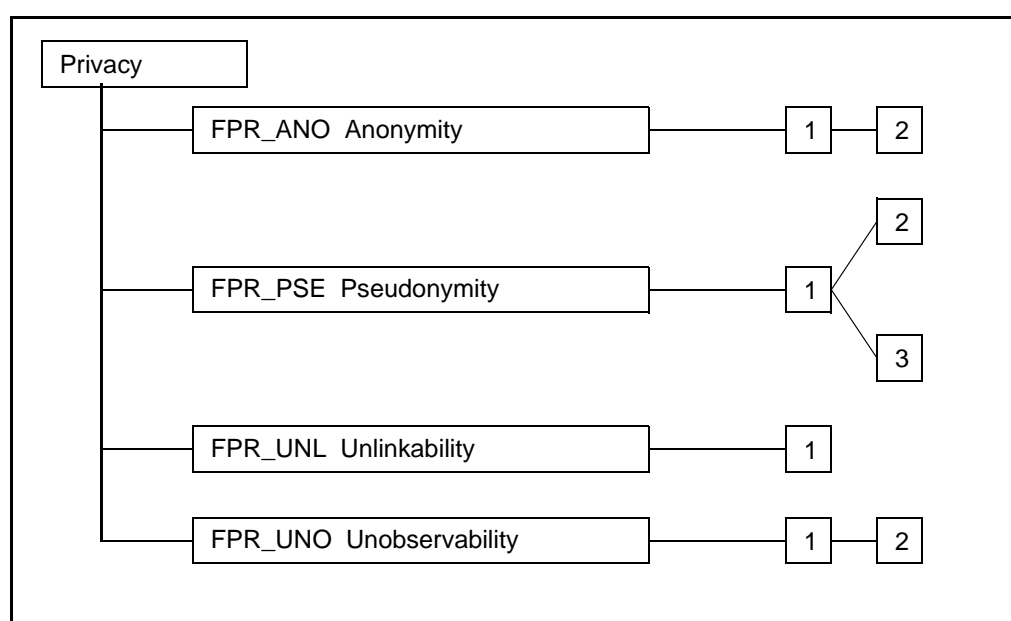 Privacy
FPR_ANO Anonymity 1 2
2
FPR_PSE Pseudonymity 1
3
FPR_UNL Unlinkability 1
FPR_UNO Unobservability 1 2